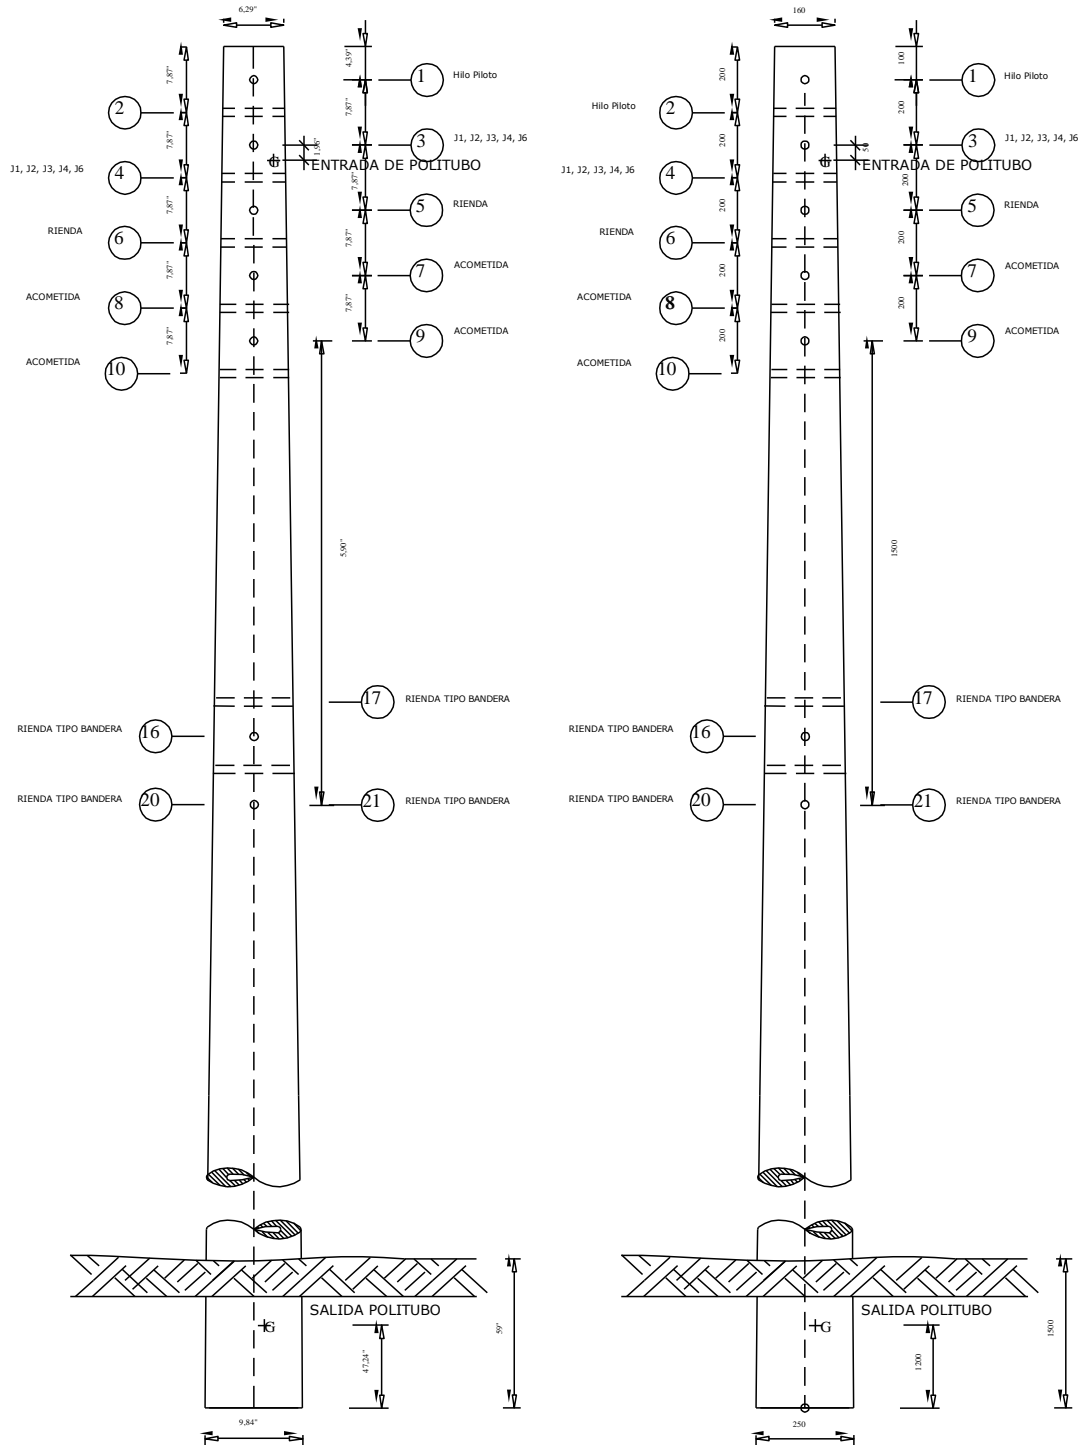 6,29"
7,87"
4,39"
1
Hilo Piloto
2
7,87"
7,87"
1,96"
3
J1, J2, J3, J4, J6
G
ENTRADA DE POLITUBO
J1, J2, J3, J4, J6
4
7,87"
7,87"
5
RIENDA
RIENDA
6
7,87"
7,87"
7
ACOMETIDA
ACOMETIDA
8
7,87"
7,87"
9
ACOMETIDA
ACOMETIDA
10
5,90"
17
RIENDA TIPO BANDERA
RIENDA TIPO BANDERA
16
RIENDA TIPO BANDERA
20
21
RIENDA TIPO BANDERA
SALIDA POLITUBO
G
47,24"
59"
9,84"
160
200
100
1
Hilo Piloto
Hilo Piloto
2
200
200
50
3
J1, J2, J3, J4, J6
G
ENTRADA DE POLITUBO
J1, J2, J3, J4, J6
4
200
200
5
RIENDA
RIENDA
6
200
200
7
ACOMETIDA
ACOMETIDA
8
200
200
9
ACOMETIDA
ACOMETIDA
10
1500
17
RIENDA TIPO BANDERA
RIENDA TIPO BANDERA
16
RIENDA TIPO BANDERA
20
21
RIENDA TIPO BANDERA
SALIDA POLITUBO
G
1200
1500
250